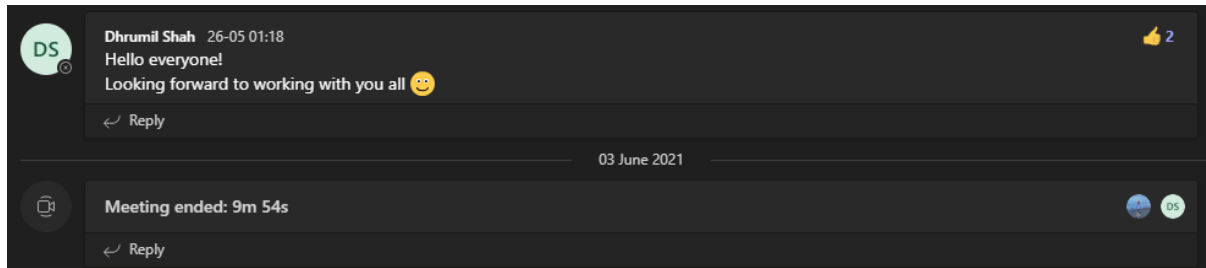 DS
Dhrumil Shah 26-05 01:18
👍 2
Hello everyone!
Looking forward to working with you all 🙂
Reply
03 June 2021
Meeting ended: 9m 54s
DS
Reply